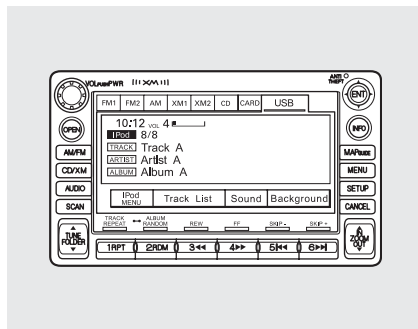 VOL PUSH PWR ((( XM )))
ANTI THEFT
FM1 FM2 AM XM1 XM2 CD CARD USB
10:12 VOL 4
iPod 8/8
TRACK Track A
ARTIST Artist A
ALBUM Album A
iPod MENU Track List Sound Background
ENT
OPEN
INFO
AM/FM
MAP GUIDE
CD/XM
MENU
AUDIO
SETUP
SCAN
CANCEL
TRACK REPEAT ALBUM RANDOM REW FF SKIP - SKIP +
TUNE FOLDER
1RPT 2RDM 3 4 5 6
IN ZOOM OUT